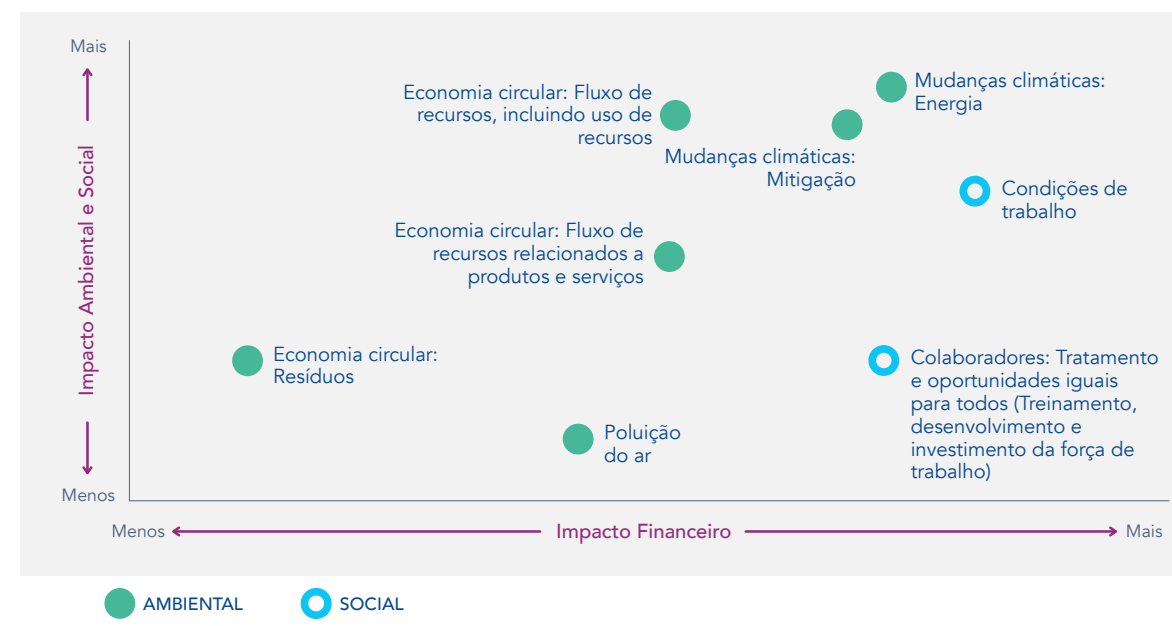 Mais
Impacto Ambiental e Social
Menos
Economia circular: Fluxo de
recursos, incluindo uso de
recursos
Mudanças climáticas:
Energia
Mudanças climáticas:
Mitigação
Condições de
trabalho
Economia circular: Fluxo de
recursos relacionados a
produtos e serviços
Economia circular:
Resíduos
Colaboradores: Tratamento
e oportunidades iguais
para todos (Treinamento,
desenvolvimento e
investimento da força de
trabalho)
Poluição
do ar
Menos
Impacto Financeiro
Mais
AMBIENTAL
SOCIAL